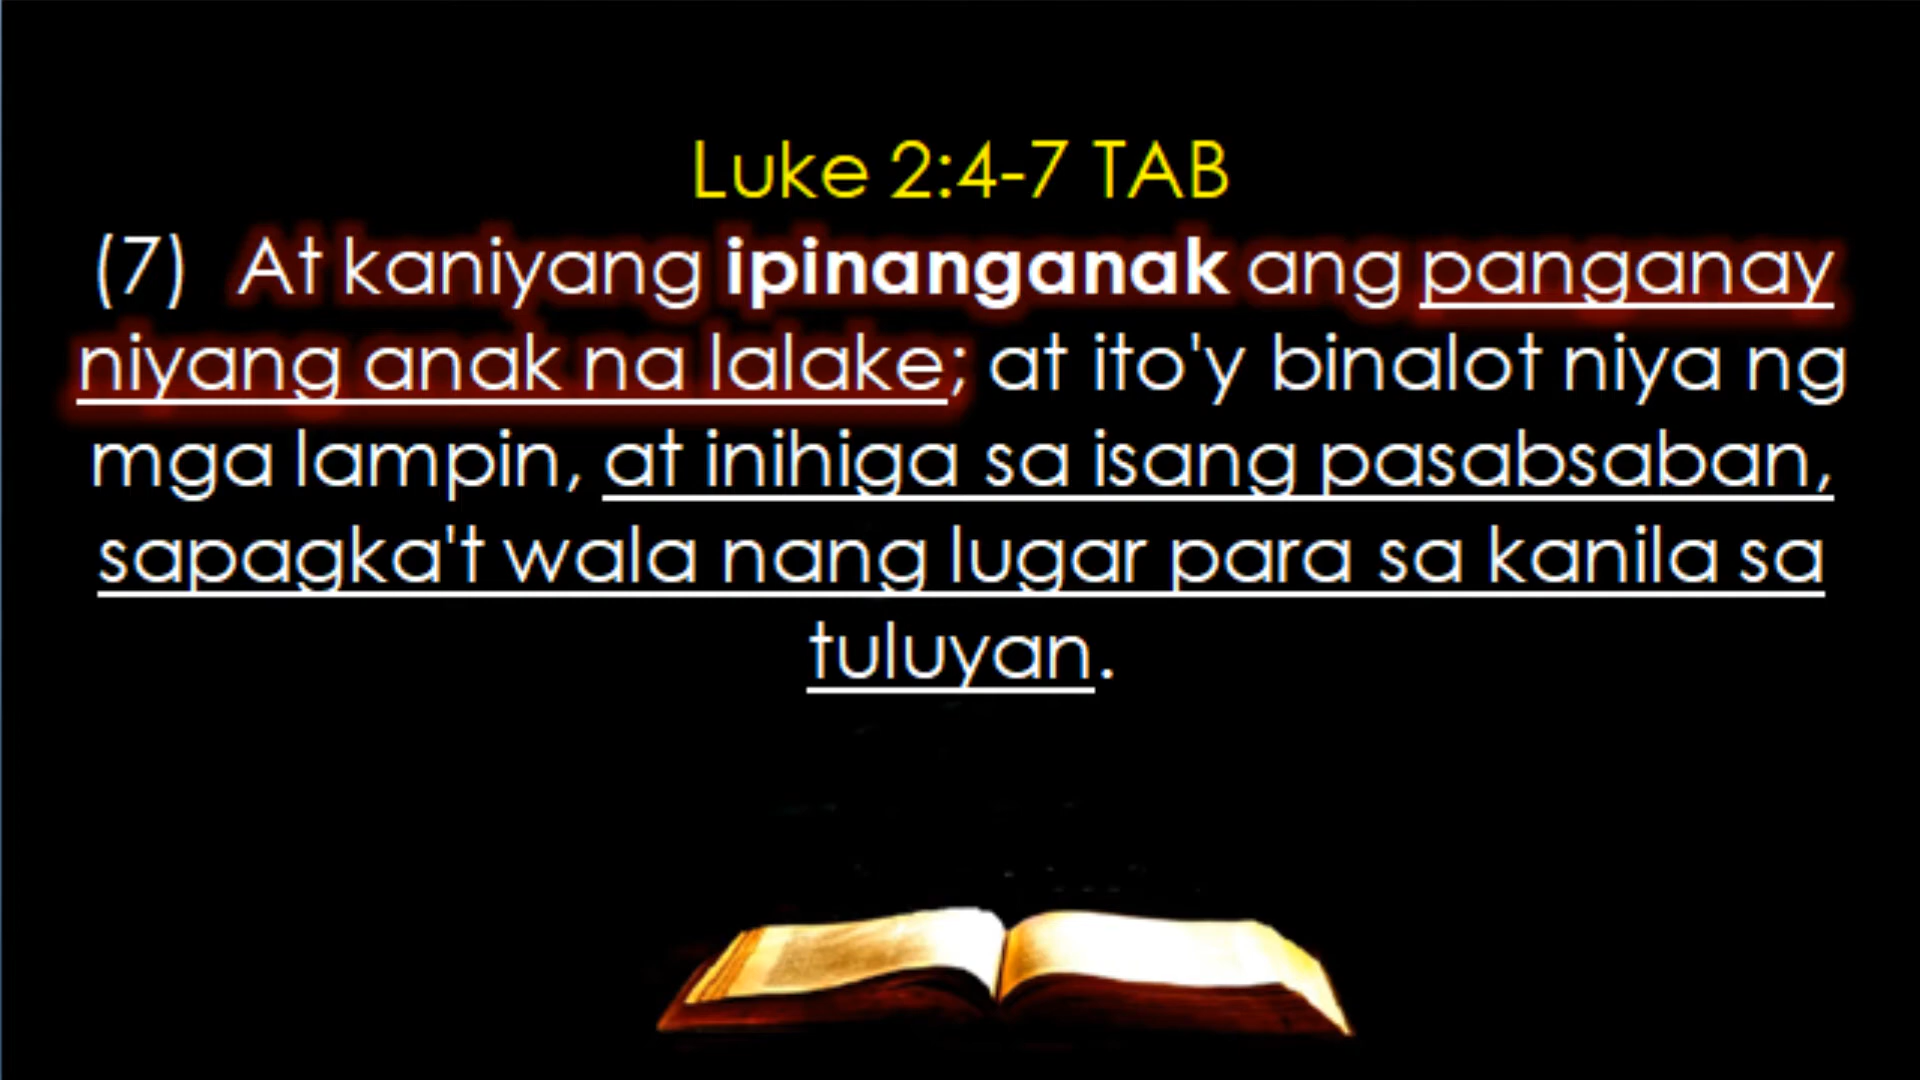 Luke 2:4-7 TAB
(7) At kaniyang ipinanganak ang panganay
niyang anak na lalake; at ito'y binalot niya ng
mga lampin, at inihiga sa isang pasabsaban,
sapagka't wala nang lugar para sa kanila sa
tuluyan.